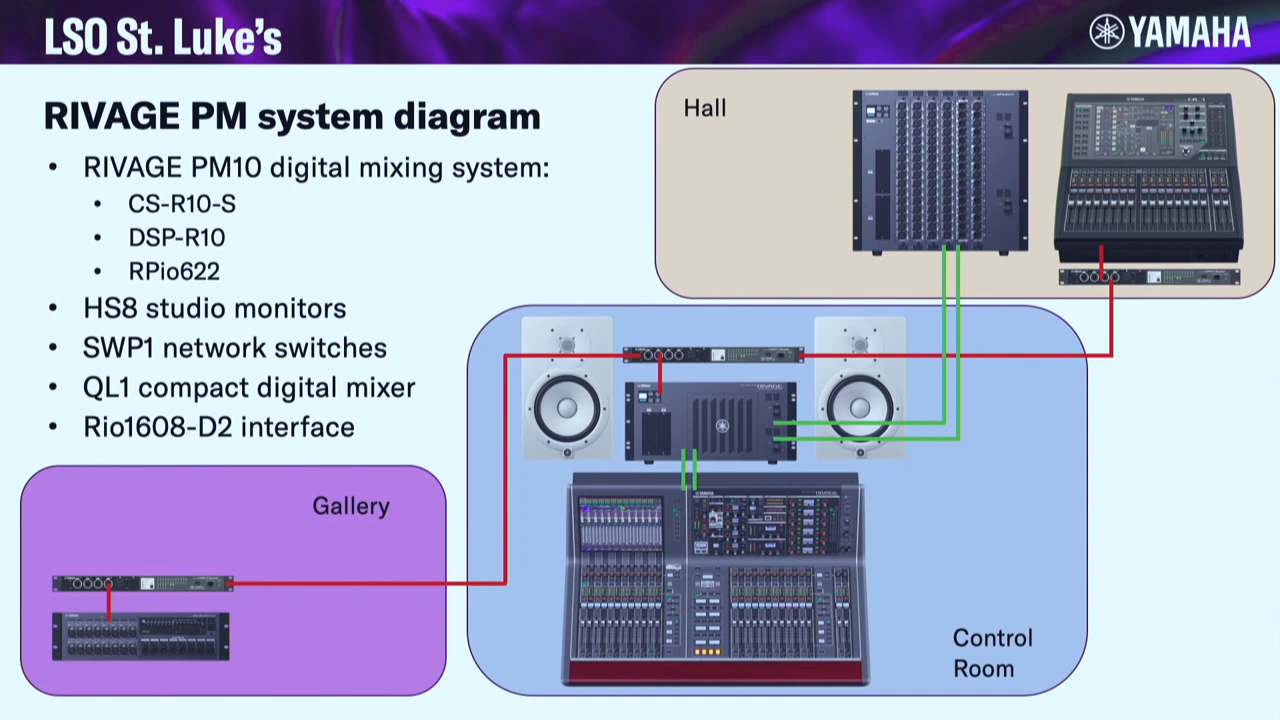 LSO St. Luke's
YAMAHA
RIVAGE PM system diagram
• RIVAGE PM10 digital mixing system:
• CS-R10-S
• DSP-R10
• RPio622
• HS8 studio monitors
• SWP1 network switches
• QL1 compact digital mixer
• Rio1608-D2 interface
Hall
Gallery
Control
Room